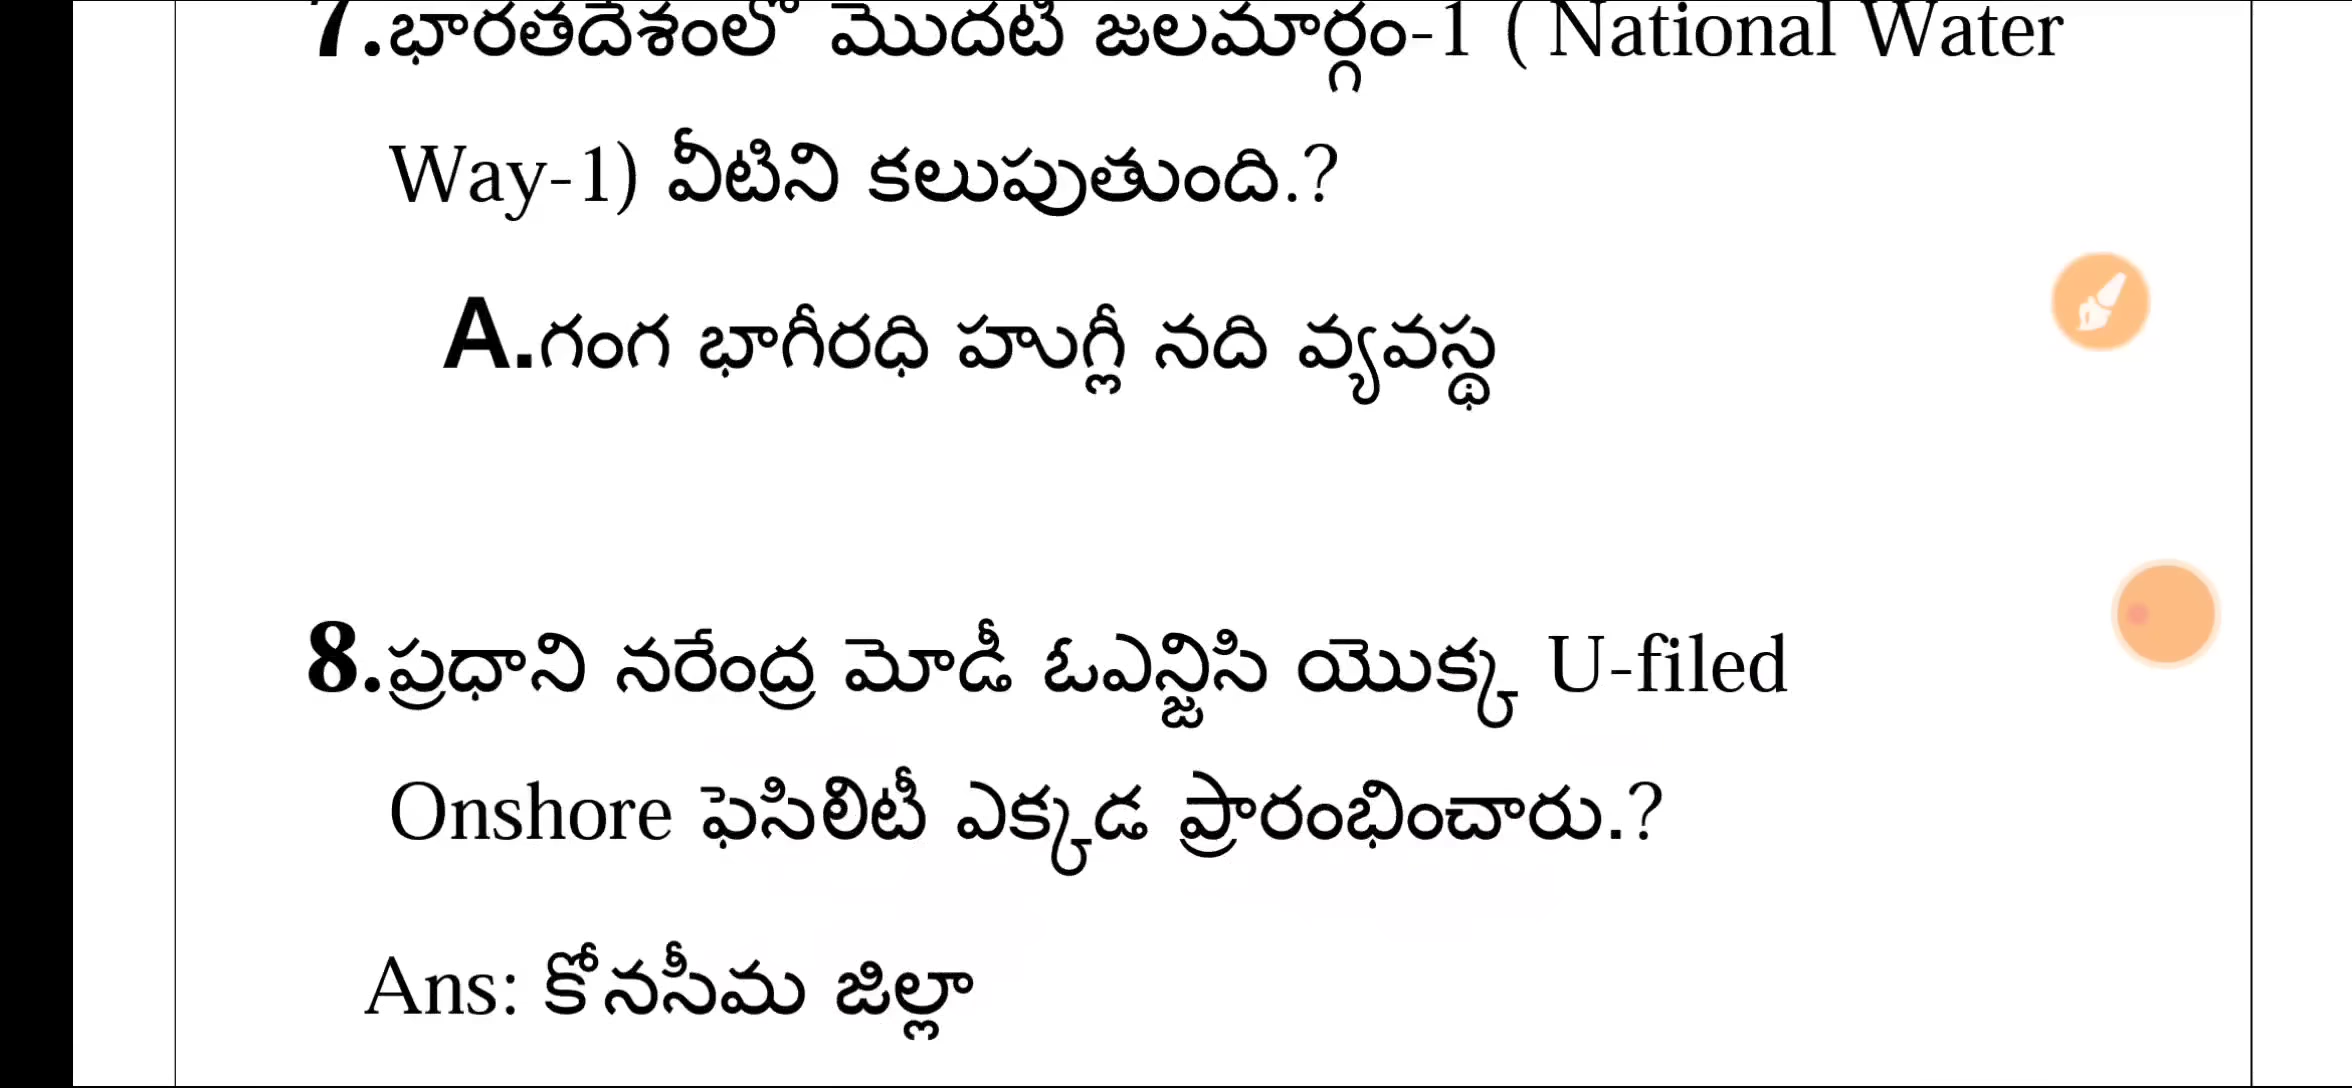 7.భారతదేశంలో మొదటి జలమార్గం-1 ( National Water
Way-1) వీటిని కలుపుతుంది.?
A.గంగ భాగీరధి హుగ్లీ నది వ్యవస్థ
8.ప్రధాని నరేంద్ర మోడీ ఓఎన్జిసి యొక్క U-filed
Onshore ఫెసిలిటీ ఎక్కడ ప్రారంభించారు.?
Ans: కోనసీమ జిల్లా